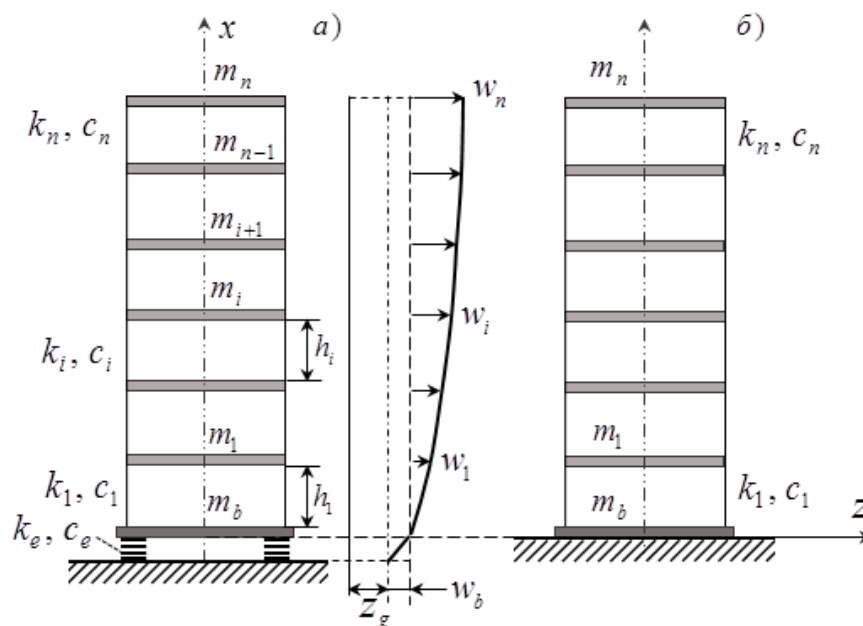 x
а)
б)
m_n
w_n
m_n
k_n, c_n
m_{n-1}
k_n, c_n
m_{i+1}
m_i
w_i
k_i, c_i
h_i
m_1
w_1
m_1
k_1, c_1
m_b
h_1
m_b
k_1, c_1
z
k_e, c_e
z_g
w_b